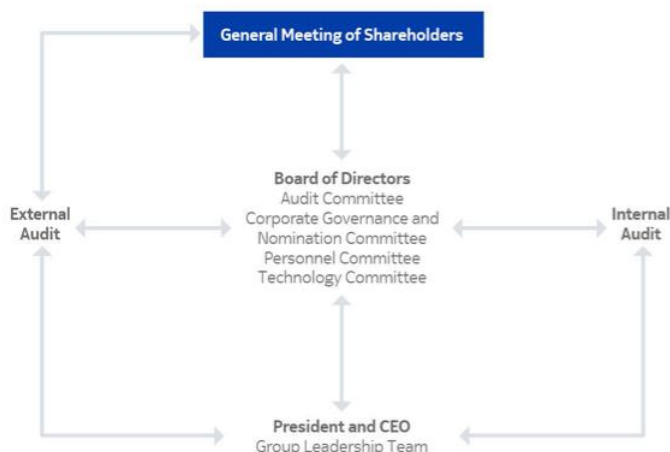 General Meeting of Shareholders
Board of Directors
Audit Committee
Corporate Governance and
Nomination Committee
Personnel Committee
Technology Committee
External
Audit
Internal
Audit
President and CEO
Group Leadership Team